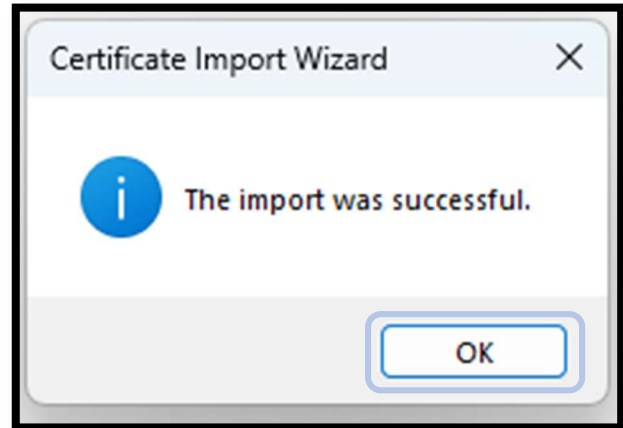 Certificate Import Wizard
The import was successful.
OK